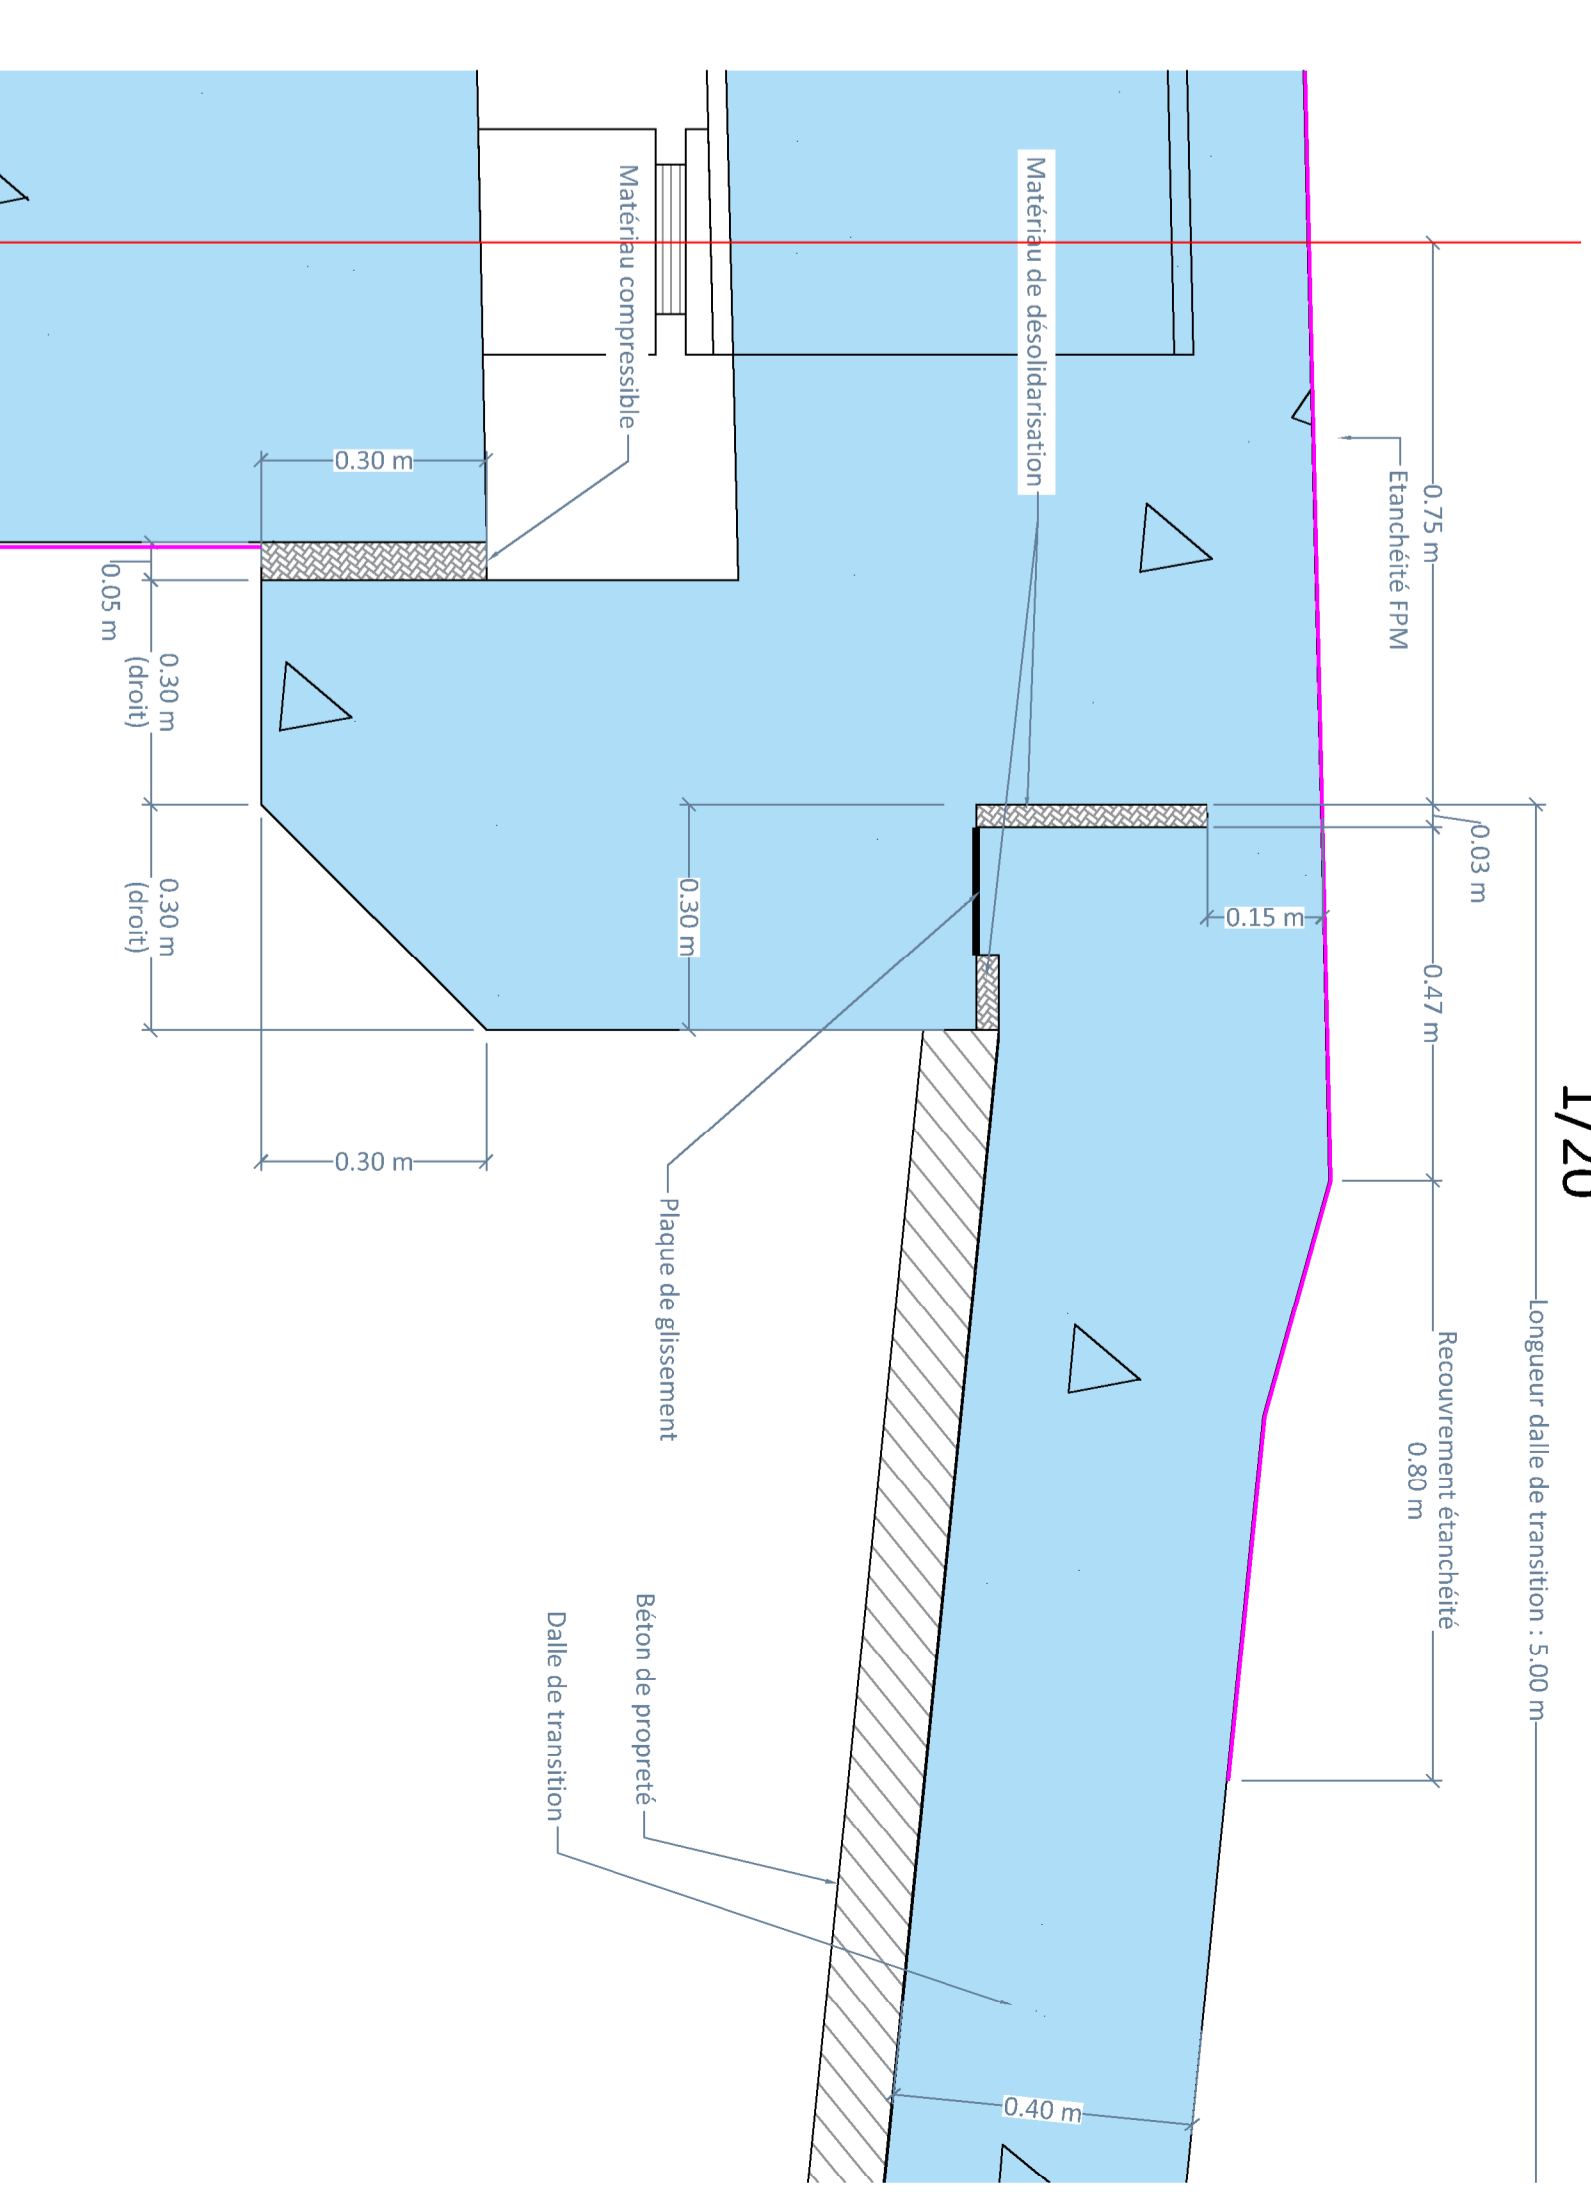 1/20
Longueur dalle de transition : 5.00 m
0.75 m
0.03 m
0.47 m
Recouvrement étanchéité
0.80 m
Etanchéité FPM
0.15 m
Matériau de désolidarisation
0.40 m
Matériau compressible
0.30 m
Plaque de glissement
Béton de propreté
Dalle de transition
0.30 m
0.30 m
0.05 m
0.30 m
(droit)
0.30 m
(droit)